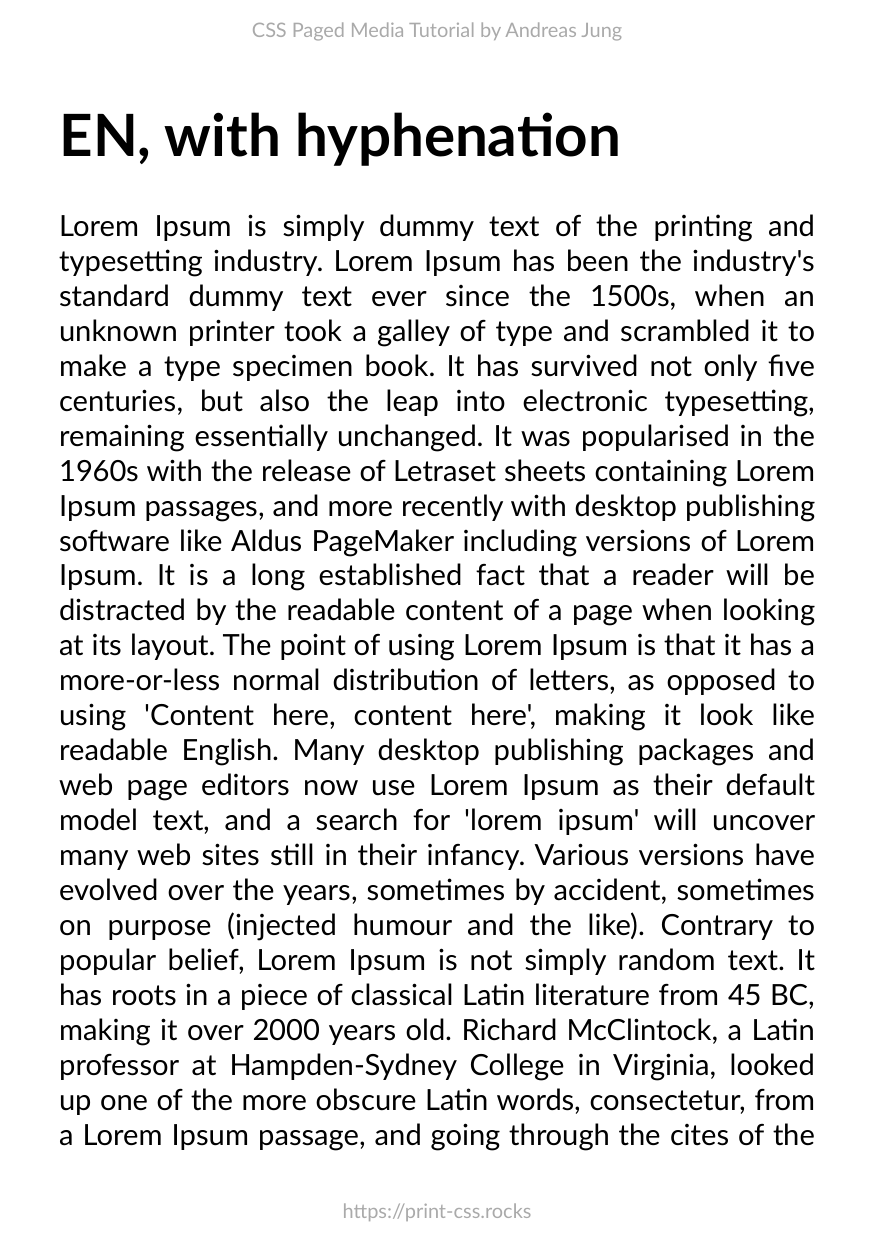 CSS Paged Media Tutorial by Andreas Jung
EN, with hyphenation
Lorem Ipsum is simply dummy text of the printing and
typesetting industry. Lorem Ipsum has been the industry's
standard dummy text ever since the 1500s, when an
unknown printer took a galley of type and scrambled it to
make a type specimen book. It has survived not only five
centuries, but also the leap into electronic typesetting,
remaining essentially unchanged. It was popularised in the
1960s with the release of Letraset sheets containing Lorem
Ipsum passages, and more recently with desktop publishing
software like Aldus PageMaker including versions of Lorem
Ipsum. It is a long established fact that a reader will be
distracted by the readable content of a page when looking
at its layout. The point of using Lorem Ipsum is that it has a
more-or-less normal distribution of letters, as opposed to
using 'Content here, content here', making it look like
readable English. Many desktop publishing packages and
web page editors now use Lorem Ipsum as their default
model text, and a search for 'lorem ipsum' will uncover
many web sites still in their infancy. Various versions have
evolved over the years, sometimes by accident, sometimes
on purpose (injected humour and the like). Contrary to
popular belief, Lorem Ipsum is not simply random text. It
has roots in a piece of classical Latin literature from 45 BC,
making it over 2000 years old. Richard McClintock, a Latin
professor at Hampden-Sydney College in Virginia, looked
up one of the more obscure Latin words, consectetur, from
a Lorem Ipsum passage, and going through the cites of the
https://print-css.rocks